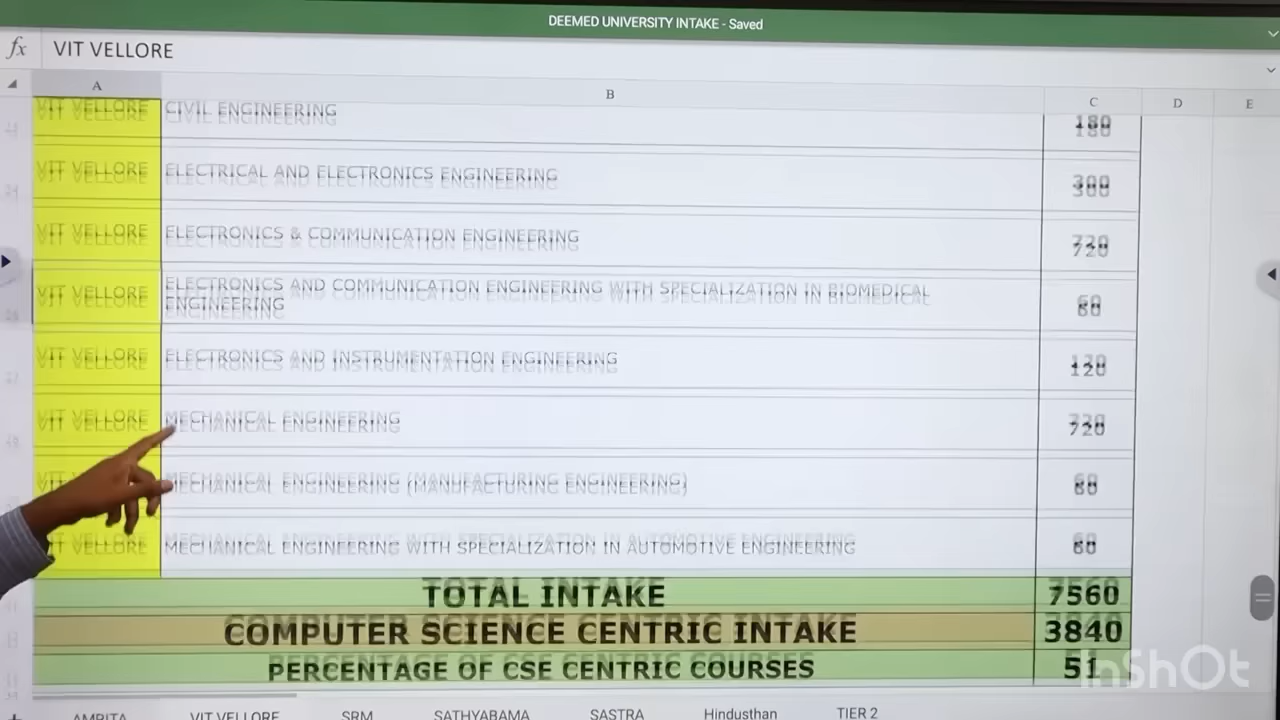 DEEMED UNIVERSITY INTAKE - Saved
fx VIT VELLORE
A B C D E
VIT VELLORE CIVIL ENGINEERING 180
VIT VELLORE ELECTRICAL AND ELECTRONICS ENGINEERING 300
VIT VELLORE ELECTRONICS & COMMUNICATION ENGINEERING 720
VIT VELLORE ELECTRONICS AND COMMUNICATION ENGINEERING WITH SPECIALIZATION IN BIOMEDICAL
ENGINEERING 60
VIT VELLORE ELECTRONICS AND INSTRUMENTATION ENGINEERING 120
VIT VELLORE MECHANICAL ENGINEERING 720
VIT MECHANICAL ENGINEERING (MANUFACTURING ENGINEERING) 60
VELLORE MECHANICAL ENGINEERING WITH SPECIALIZATION IN AUTOMOTIVE ENGINEERING 60
TOTAL INTAKE 7560
COMPUTER SCIENCE CENTRIC INTAKE 3840
PERCENTAGE OF CSE CENTRIC COURSES 51
InShOt
AMRITA VIT VELLORE SRM SATHYABAMA SASTRA Hindusthan TIER 2